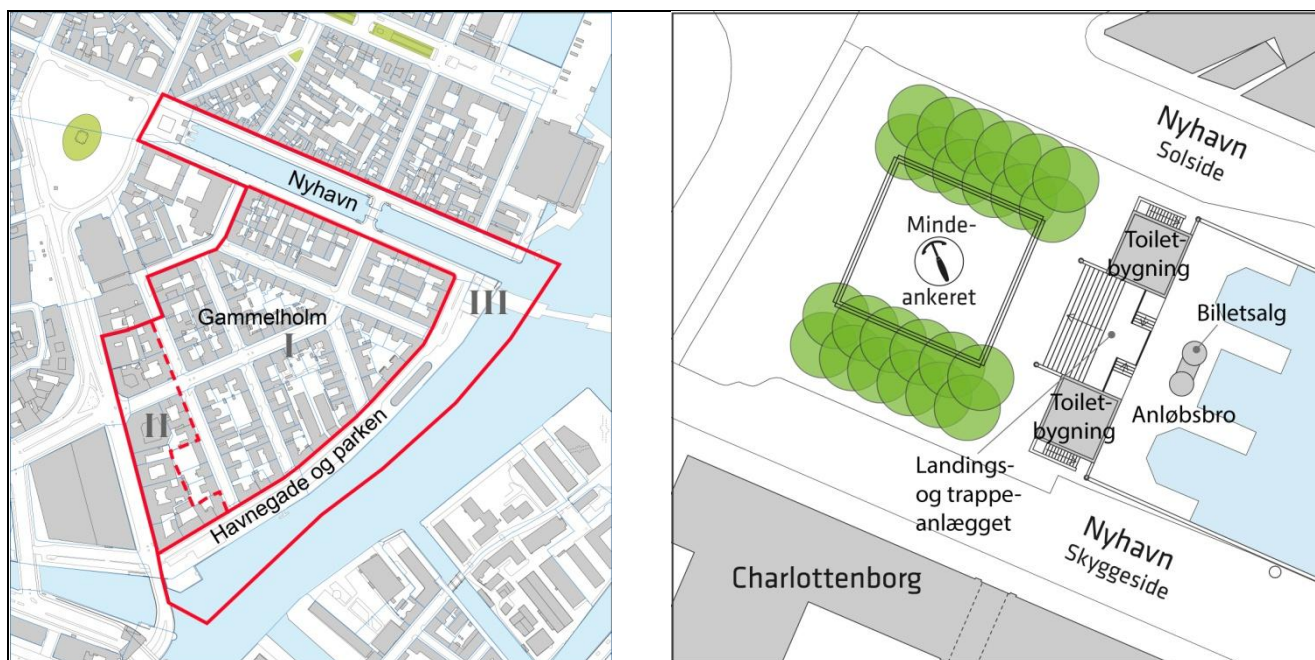 Nyhavn
Gammelholm
I
II
III
Havnegade og parken
Nyhavn
Solside
Minde-
ankeret
Toilet-
bygning
Billetsalg
Toilet-
bygning
Anløbsbro
Landings-
og trappe-
anlægget
Nyhavn
Skyggeside
Charlottenborg